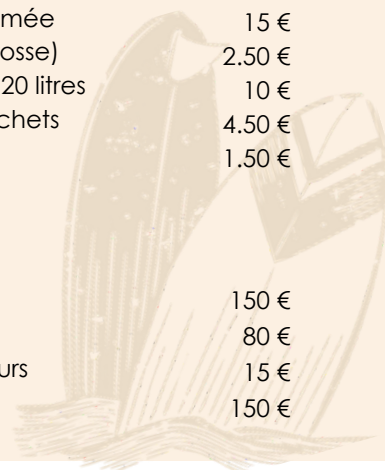 mée 15 €
osse) 2.50 €
20 litres 10 €
chets 4.50 €
1.50 €
150 €
80 €
urs 15 €
150 €